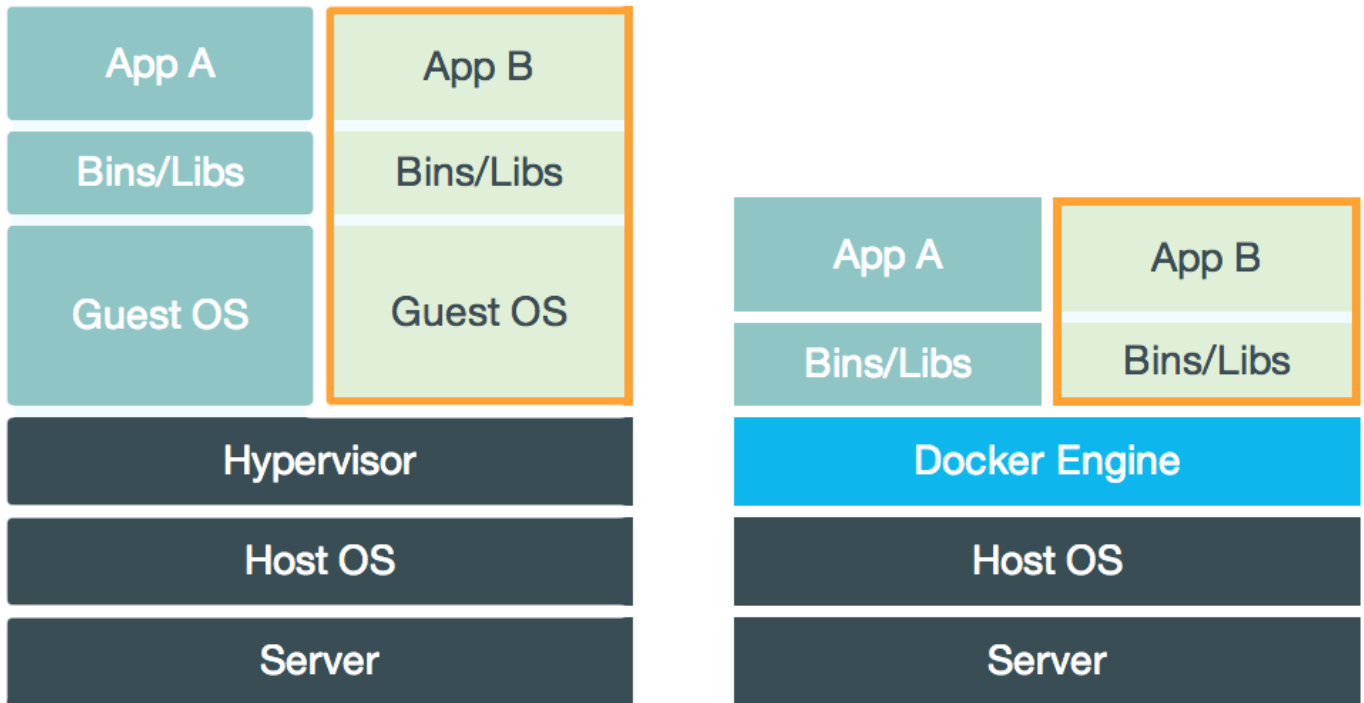 App A
App B
Bins/Libs
Bins/Libs
Guest OS
Guest OS
Hypervisor
Host OS
Server
App A
App B
Bins/Libs
Bins/Libs
Docker Engine
Host OS
Server